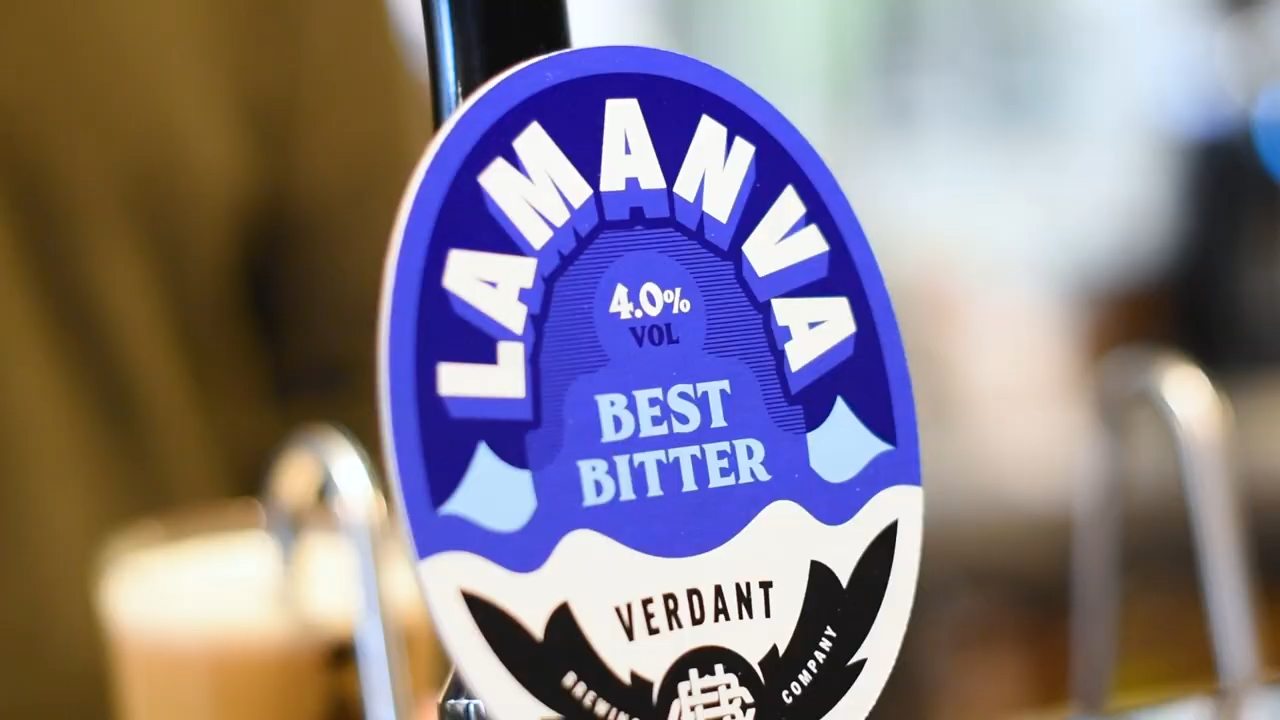 LAMANVA
4.0%
VOL
BEST
BITTER
VERDANT
BREWING COMPANY